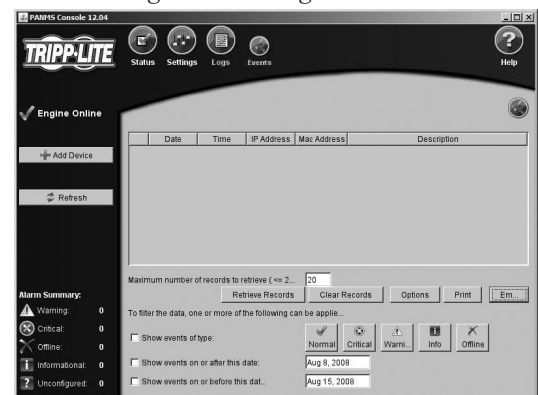 PANMS Console 12.04
TRIPP·LITE
Status Settings Logs Events Help
Engine Online
Add Device
Refresh
Date Time IP Address Mac Address Description
Maximum number of records to retrieve ( <= 2... 20
Retrieve Records Clear Records Options Print Em...
To filter the data, one or more of the following can be applie...
Show events of type: Normal Critical Warni... Info Offline
Show events on or after this date: Aug 8, 2008
Show events on or before this dat... Aug 15, 2008
Alarm Summary:
Warning: 0
Critical: 0
Offline: 0
Informational: 0
Unconfigured: 0